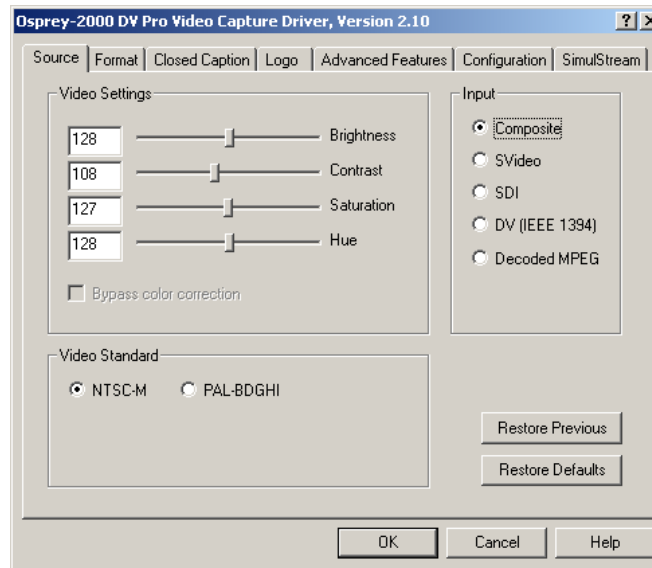 Osprey-2000 DV Pro Video Capture Driver, Version 2.10
Source Format Closed Caption Logo Advanced Features Configuration SimulStream
Video Settings
128 Brightness
108 Contrast
127 Saturation
128 Hue
Bypass color correction
Input
Composite
SVideo
SDI
DV (IEEE 1394)
Decoded MPEG
Video Standard
NTSC-M PAL-BDGHI
Restore Previous
Restore Defaults
OK Cancel Help